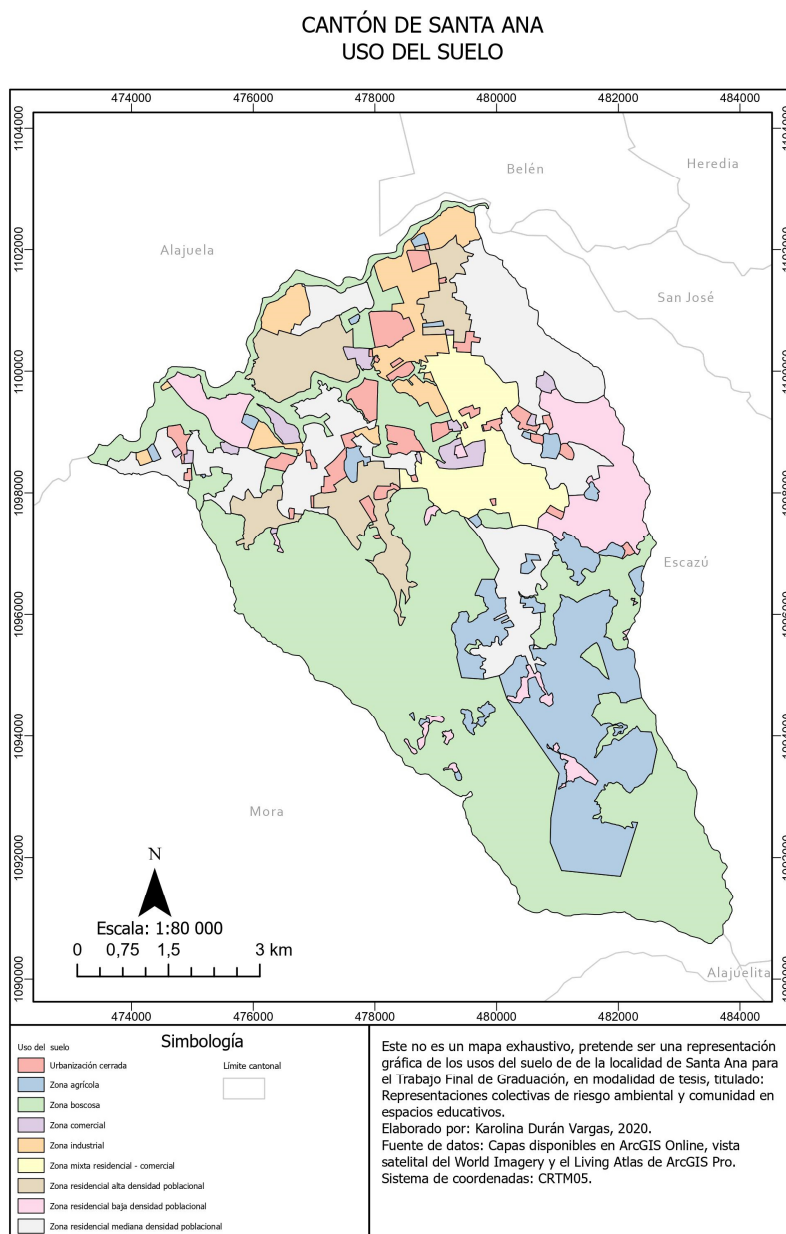 CANTÓN DE SANTA ANA
USO DEL SUELO
474000 476000 478000 480000 482000 484000
1104000 1104000
Belén
Heredia
Alajuela
1102000 1102000
San José
1100000 1100000
1098000 1098000
Escazú
1096000 1096000
1094000 1094000
Mora
1092000 1092000
N
Escala: 1:80 000
0 0,75 1,5 3 km
Alajuelita
1090000 1090000
474000 476000 478000 480000 482000 484000
Simbología
Uso del suelo
Urbanización cerrada
Zona agrícola
Zona boscosa
Zona comercial
Zona industrial
Zona mixta residencial - comercial
Zona residencial alta densidad poblacional
Zona residencial baja densidad poblacional
Zona residencial mediana densidad poblacional
Límite cantonal
Este no es un mapa exhaustivo, pretende ser una representación
gráfica de los usos del suelo de de la localidad de Santa Ana para
el Trabajo Final de Graduación, en modalidad de tesis, titulado:
Representaciones colectivas de riesgo ambiental y comunidad en
espacios educativos.
Elaborado por: Karolina Durán Vargas, 2020.
Fuente de datos: Capas disponibles en ArcGIS Online, vista
satelital del World Imagery y el Living Atlas de ArcGIS Pro.
Sistema de coordenadas: CRTM05.